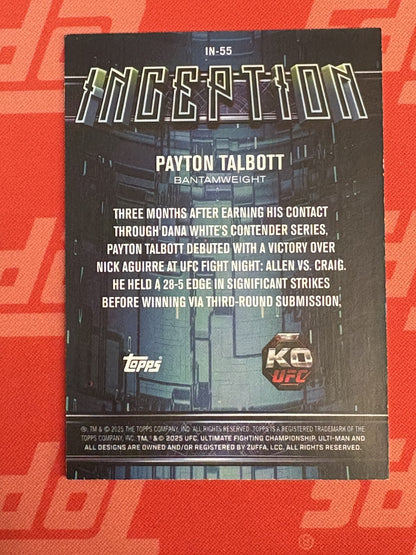 IN-55
INCEPTION
PAYTON TALBOTT
BANTAMWEIGHT
THREE MONTHS AFTER EARNING HIS CONTACT
THROUGH DANA WHITE'S CONTENDER SERIES,
PAYTON TALBOTT DEBUTED WITH A VICTORY OVER
NICK AGUIRRE AT UFC FIGHT NIGHT: ALLEN VS. CRAIG.
HE HELD A 28-5 EDGE IN SIGNIFICANT STRIKES
BEFORE WINNING VIA THIRD-ROUND SUBMISSION.
Topps
KO
UFC
®, TM & © 2025 THE TOPPS COMPANY, INC. ALL RIGHTS RESERVED. TOPPS IS A REGISTERED TRADEMARK OF THE
TOPPS COMPANY, INC. TM, ® & © 2025 UFC, ULTIMATE FIGHTING CHAMPIONSHIP, ULTI-MAN AND
ALL DESIGNS ARE OWNED AND/OR REGISTERED BY ZUFFA, LCC. ALL RIGHTS RESERVED.